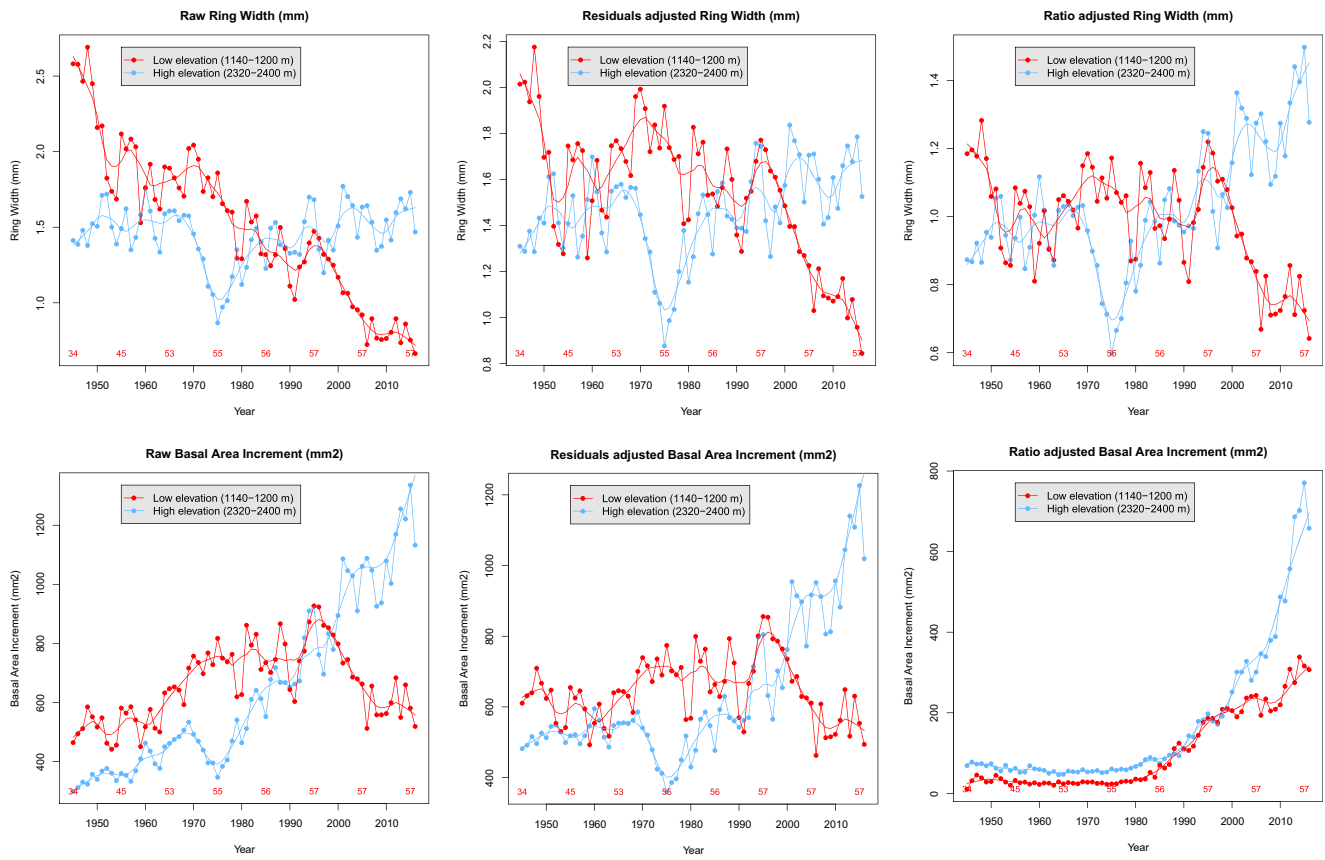 Raw Ring Width (mm)
Low elevation (1140−1200 m)
High elevation (2320−2400 m)
Ring Width (mm)
2.5
2.0
1.5
1.0
34 45 53 55 56 57 57 57
1950 1960 1970 1980 1990 2000 2010
Year
Residuals adjusted Ring Width (mm)
Low elevation (1140−1200 m)
High elevation (2320−2400 m)
Ring Width (mm)
2.2
2.0
1.8
1.6
1.4
1.2
1.0
0.8
34 45 53 55 56 57 57 57
1950 1960 1970 1980 1990 2000 2010
Year
Ratio adjusted Ring Width (mm)
Low elevation (1140−1200 m)
High elevation (2320−2400 m)
Ring Width (mm)
1.4
1.2
1.0
0.8
0.6
34 45 53 55 56 57 57 57
1950 1960 1970 1980 1990 2000 2010
Year
Raw Basal Area Increment (mm2)
Low elevation (1140−1200 m)
High elevation (2320−2400 m)
Basal Area Increment (mm2)
1200
1000
800
600
400
34 45 53 55 56 57 57 57
1950 1960 1970 1980 1990 2000 2010
Year
Residuals adjusted Basal Area Increment (mm2)
Low elevation (1140−1200 m)
High elevation (2320−2400 m)
Basal Area Increment (mm2)
1200
1000
800
600
400
34 45 53 55 56 57 57 57
1950 1960 1970 1980 1990 2000 2010
Year
Ratio adjusted Basal Area Increment (mm2)
Low elevation (1140−1200 m)
High elevation (2320−2400 m)
Basal Area Increment (mm2)
800
600
400
200
0
34 45 53 55 56 57 57 57
1950 1960 1970 1980 1990 2000 2010
Year